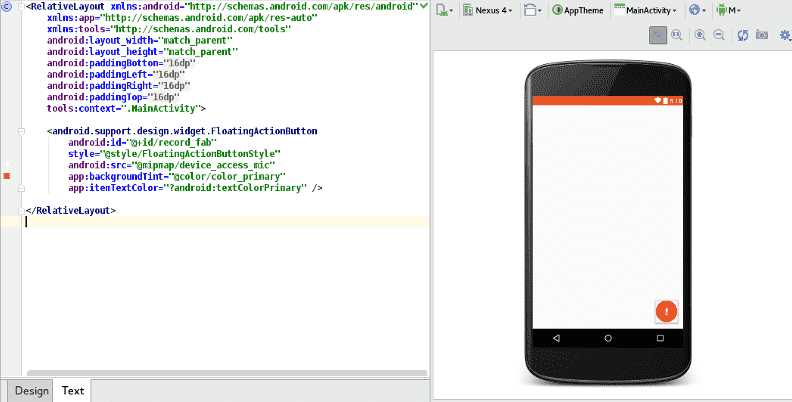 <RelativeLayout xmlns:android="http://schemas.android.com/apk/res/android"
xmlns:app="http://schemas.android.com/apk/res-auto"
xmlns:tools="http://schemas.android.com/tools"
android:layout_width="match_parent"
android:layout_height="match_parent"
android:paddingBottom="16dp"
android:paddingLeft="16dp"
android:paddingRight="16dp"
android:paddingTop="16dp"
tools:context=".MainActivity">
<android.support.design.widget.FloatingActionButton
android:id="@+id/record_fab"
style="@style/FloatingActionButtonStyle"
android:src="@mipmap/device_access_mic"
app:backgroundTint="@color/color_primary"
app:itemTextColor="?android:textColorPrimary" />
</RelativeLayout>
Design Text
Nexus 4 AppTheme MainActivity M